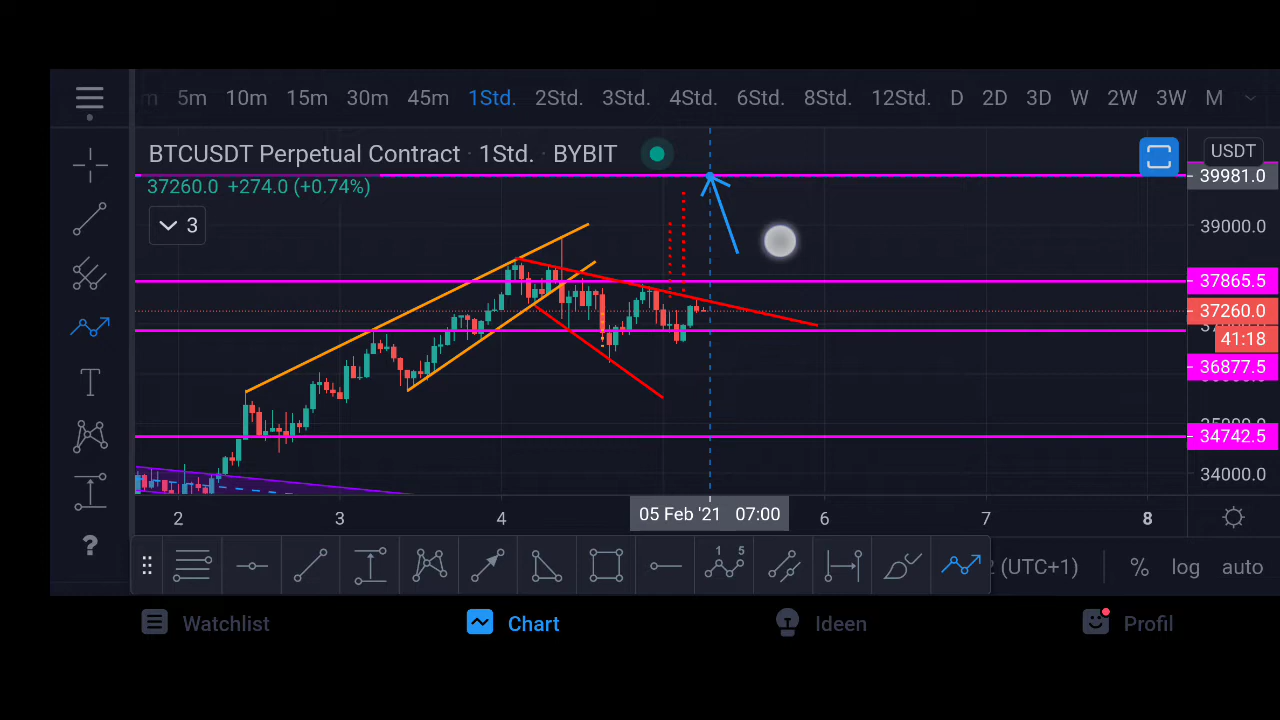 5m 10m 15m 30m 45m 1Std. 2Std. 3Std. 4Std. 6Std. 8Std. 12Std. D 2D 3D W 2W 3W M
BTCUSDT Perpetual Contract · 1Std. · BYBIT
USDT
37260.0 +274.0 (+0.74%)
3
39981.0
39000.0
37865.5
37260.0
41:18
36877.5
34742.5
34000.0
05 Feb '21 07:00
2 3 4 6 7 8
T
?
1 5
(UTC+1) % log auto
Watchlist Chart Ideen Profil